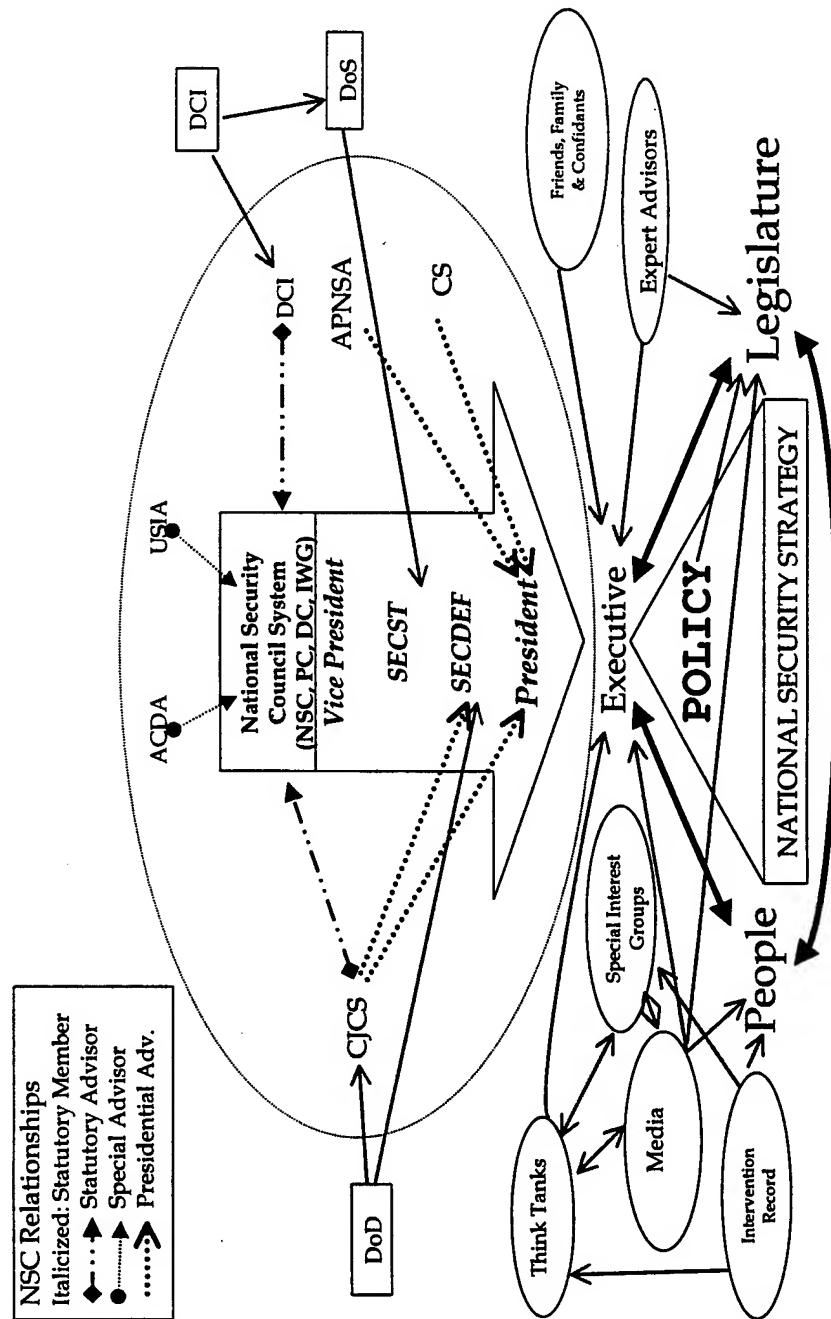 NSC Relationships
Italicized: Statutory Member
Statutory Advisor
Special Advisor
Presidential Adv.
ACDA
USIA
DCI
DoS
National Security
Council System
(NSC, PC, DC, IWG)
Vice President
SECST
SECDEF
President
DCI
APNSA
CS
CJCS
DoD
Think Tanks
Special Interest
Groups
Media
Intervention
Record
Executive
Friends, Family
& Confidants
Expert Advisors
POLICY
People
NATIONAL SECURITY STRATEGY
Legislature